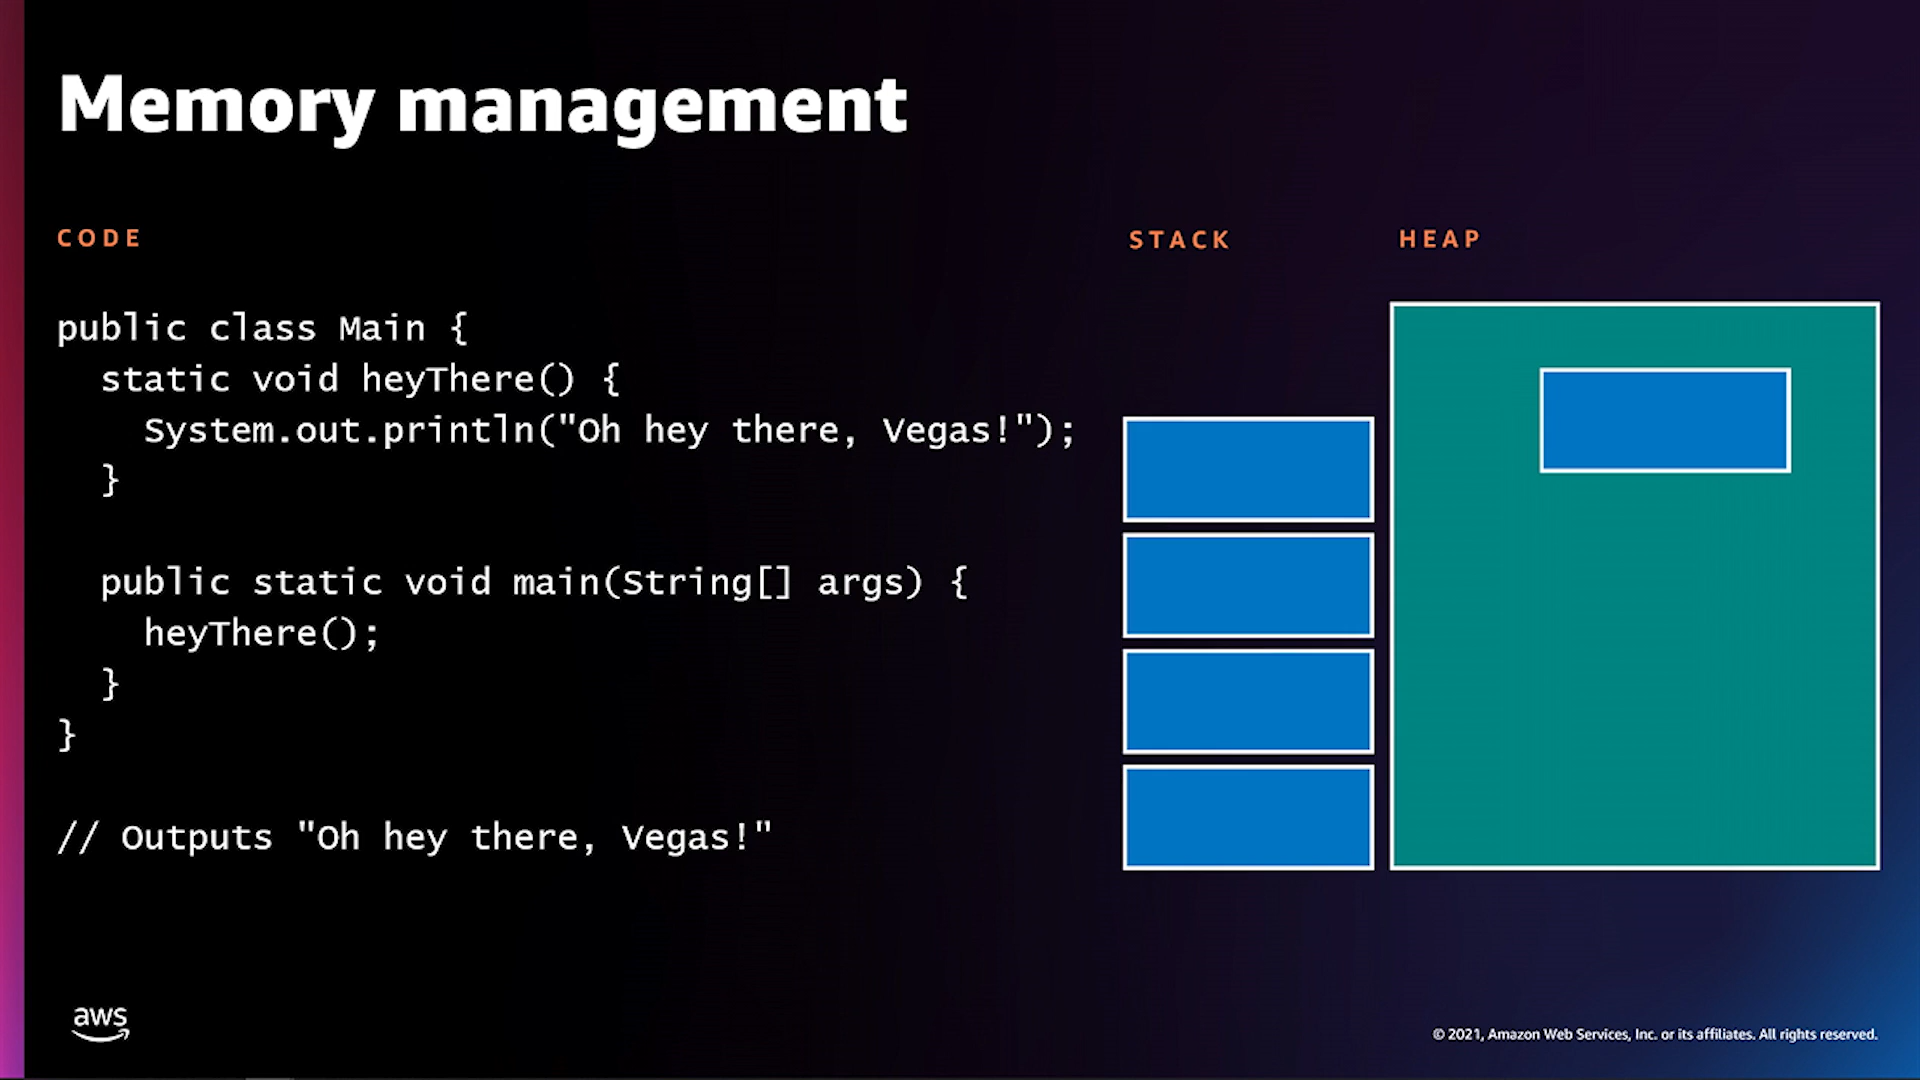 Memory management
CODE
public class Main {
  static void heyThere() {
    System.out.println("Oh hey there, Vegas!");
  }

  public static void main(String[] args) {
    heyThere();
  }
}

// Outputs "Oh hey there, Vegas!"
STACK
HEAP
aws
© 2021, Amazon Web Services, Inc. or its affiliates. All rights reserved.